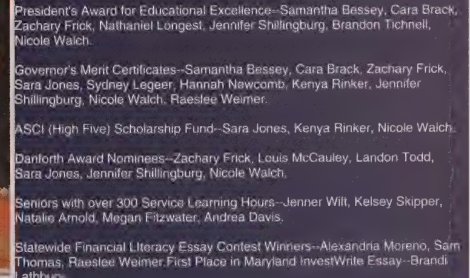 President's Award for Educational Excellence--Samantha Bessey, Cara Brack,
Zachary Frick, Nathaniel Longest, Jennifer Shillingburg, Brandon Tichnell,
Nicole Walch.
Governor's Merit Certificates--Samantha Bessey, Cara Brack, Zachary Frick,
Sara Jones, Sydney Legeer, Hannah Newcomb, Kenya Rinker, Jennifer
Shillingburg, Nicole Walch, Raeslee Weimer.
ASCI (High Five) Scholarship Fund--Sara Jones, Kenya Rinker, Nicole Walch.
Danforth Award Nominees--Zachary Frick, Louis McCauley, Landon Todd,
Sara Jones, Jennifer Shillingburg, Nicole Walch.
Seniors with over 300 Service Learning Hours--Jenner Wilt, Kelsey Skipper,
Natalie Arnold, Megan Fitzwater, Andrea Davis.
Statewide Financial Literacy Essay Contest Winners--Alexandria Moreno, Sam
Thomas, Raeslee Weimer.First Place in Maryland InvestWrite Essay--Brandi